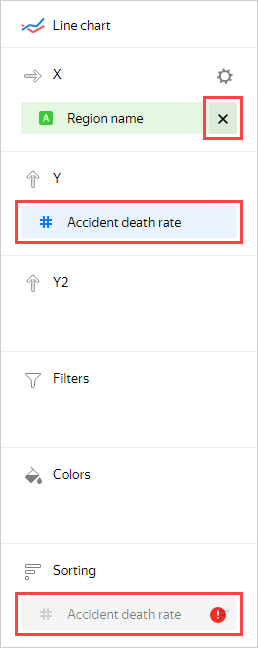 Line chart
X
A Region name
Y
# Accident death rate
Y2
Filters
Colors
Sorting
# Accident death rate !